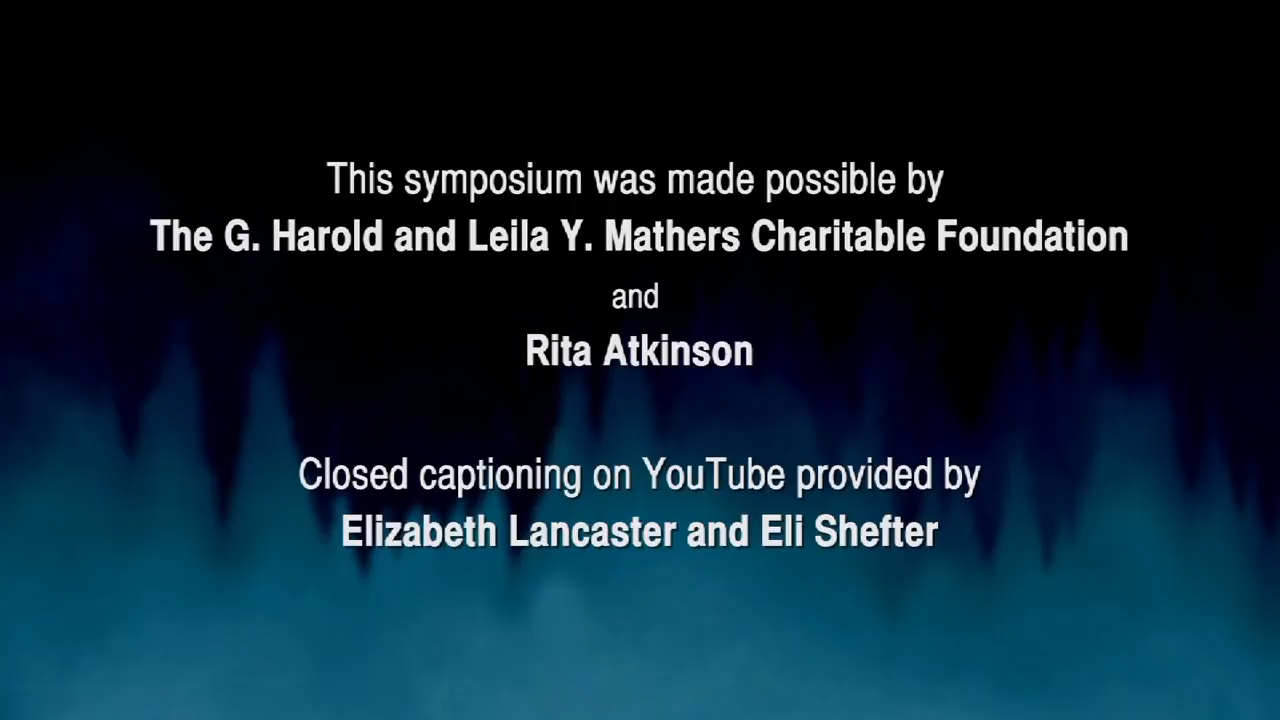 This symposium was made possible by
The G. Harold and Leila Y. Mathers Charitable Foundation
and
Rita Atkinson
Closed captioning on YouTube provided by
Elizabeth Lancaster and Eli Shefter